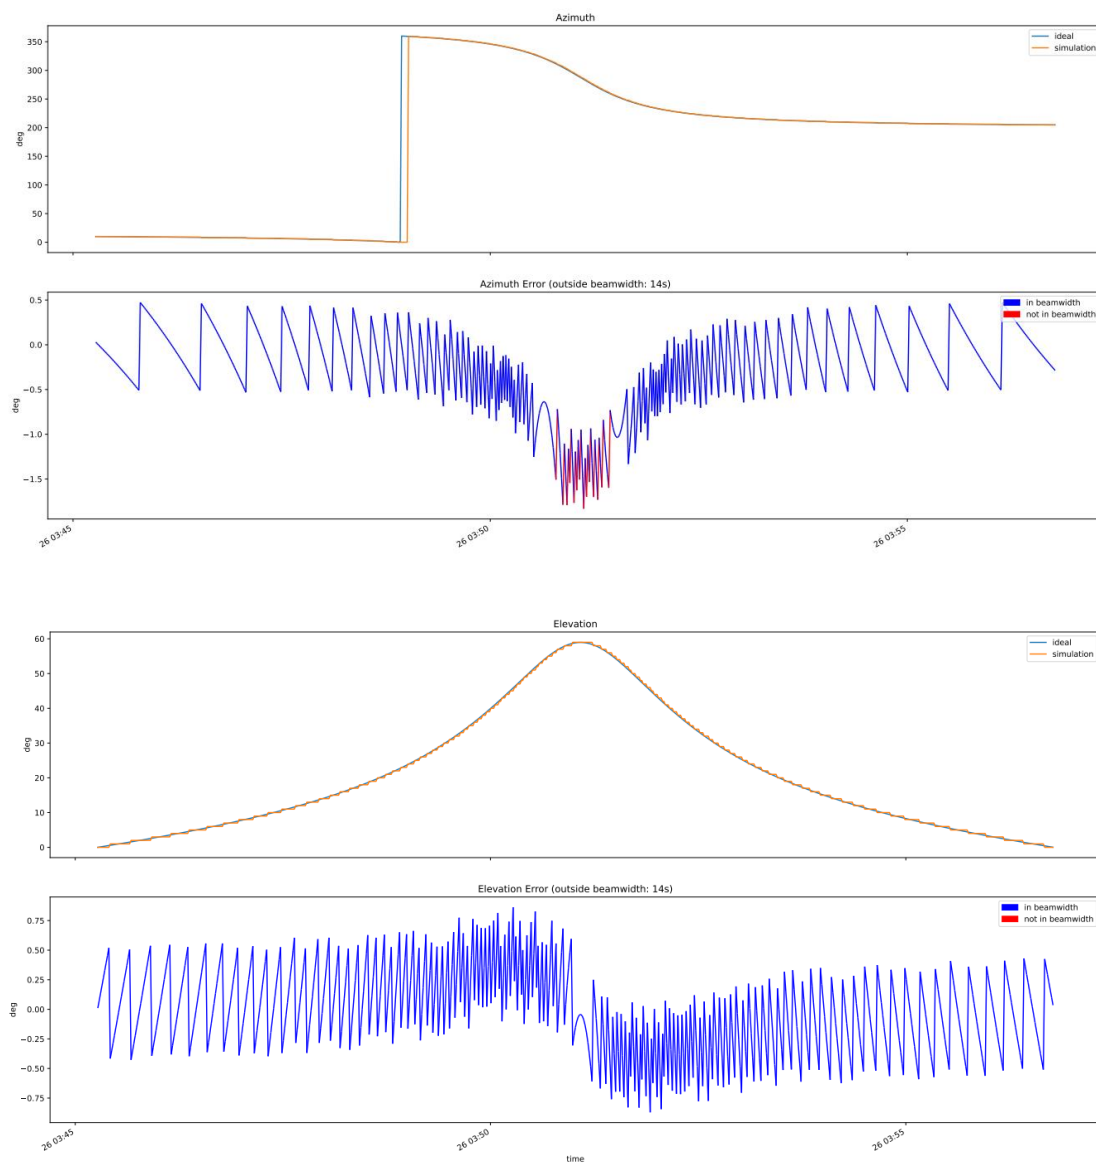 Azimuth
350
300
250
200
150
100
50
0
deg
ideal
simulation
Azimuth Error (outside beamwidth: 14s)
0.5
0.0
−0.5
−1.0
−1.5
deg
in beamwidth
not in beamwidth
26 03:45
26 03:50
26 03:55
Elevation
60
50
40
30
20
10
0
deg
ideal
simulation
Elevation Error (outside beamwidth: 14s)
0.75
0.50
0.25
0.00
−0.25
−0.50
−0.75
deg
in beamwidth
not in beamwidth
26 03:45
26 03:50
26 03:55
time